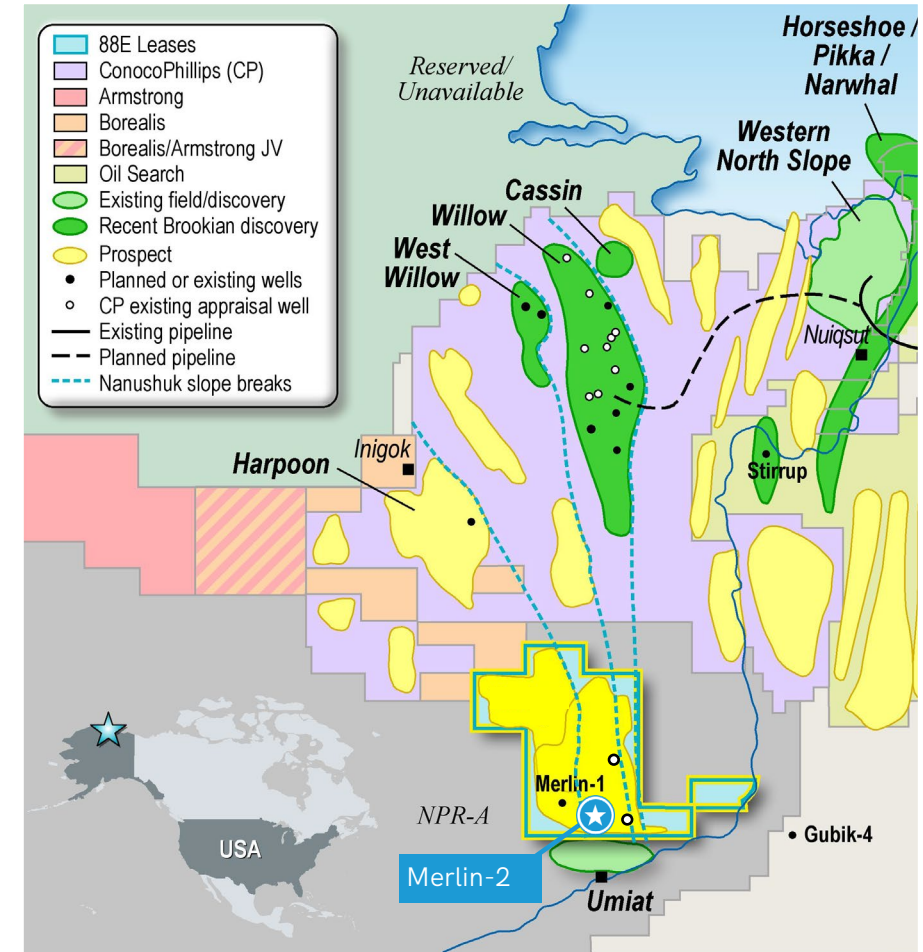 88E Leases
ConocoPhillips (CP)
Armstrong
Borealis
Borealis/Armstrong JV
Oil Search
Existing field/discovery
Recent Brookian discovery
Prospect
Planned or existing wells
CP existing appraisal well
Existing pipeline
Planned pipeline
Nanushuk slope breaks
Reserved/
Unavailable
Horseshoe /
Pikka /
Narwhal
Western
North Slope
Cassin
Willow
West
Willow
Nuiqsut
Harpoon
Inigok
Stirrup
Merlin-1
NPR-A
Gubik-4
USA
Merlin-2
Umiat